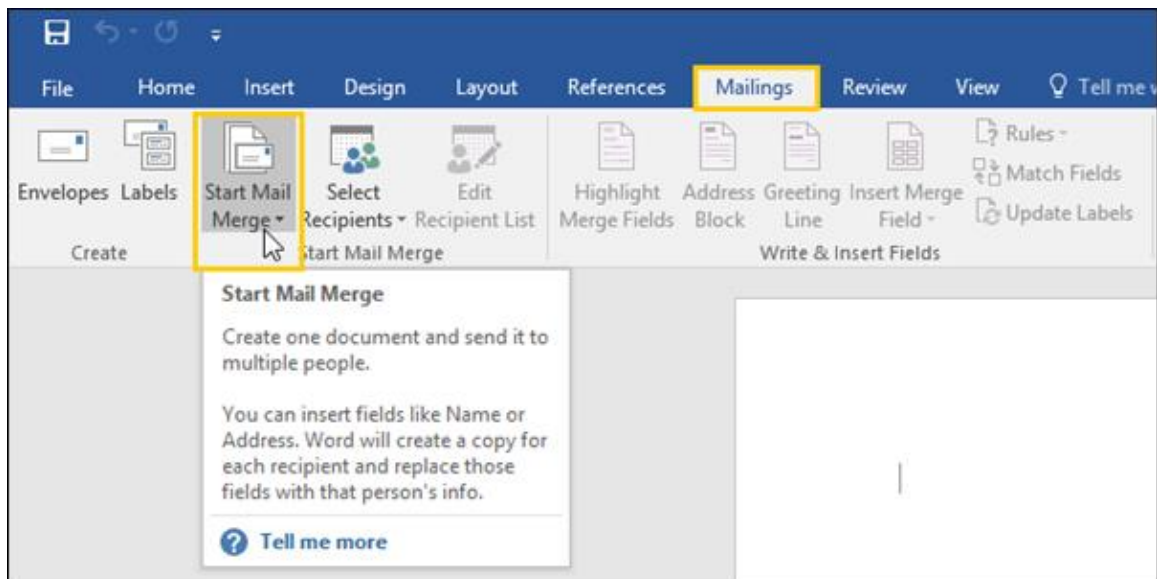 File Home Insert Design Layout References Mailings Review View Tell me
Envelopes Labels Start Mail Merge Select Recipients Edit Recipient List Highlight Merge Fields Address Block Greeting Line Insert Merge Field Rules
Match Fields
Update Labels
Create Start Mail Merge Write & Insert Fields
Start Mail Merge
Create one document and send it to
multiple people.
You can insert fields like Name or
Address. Word will create a copy for
each recipient and replace those
fields with that person's info.
Tell me more